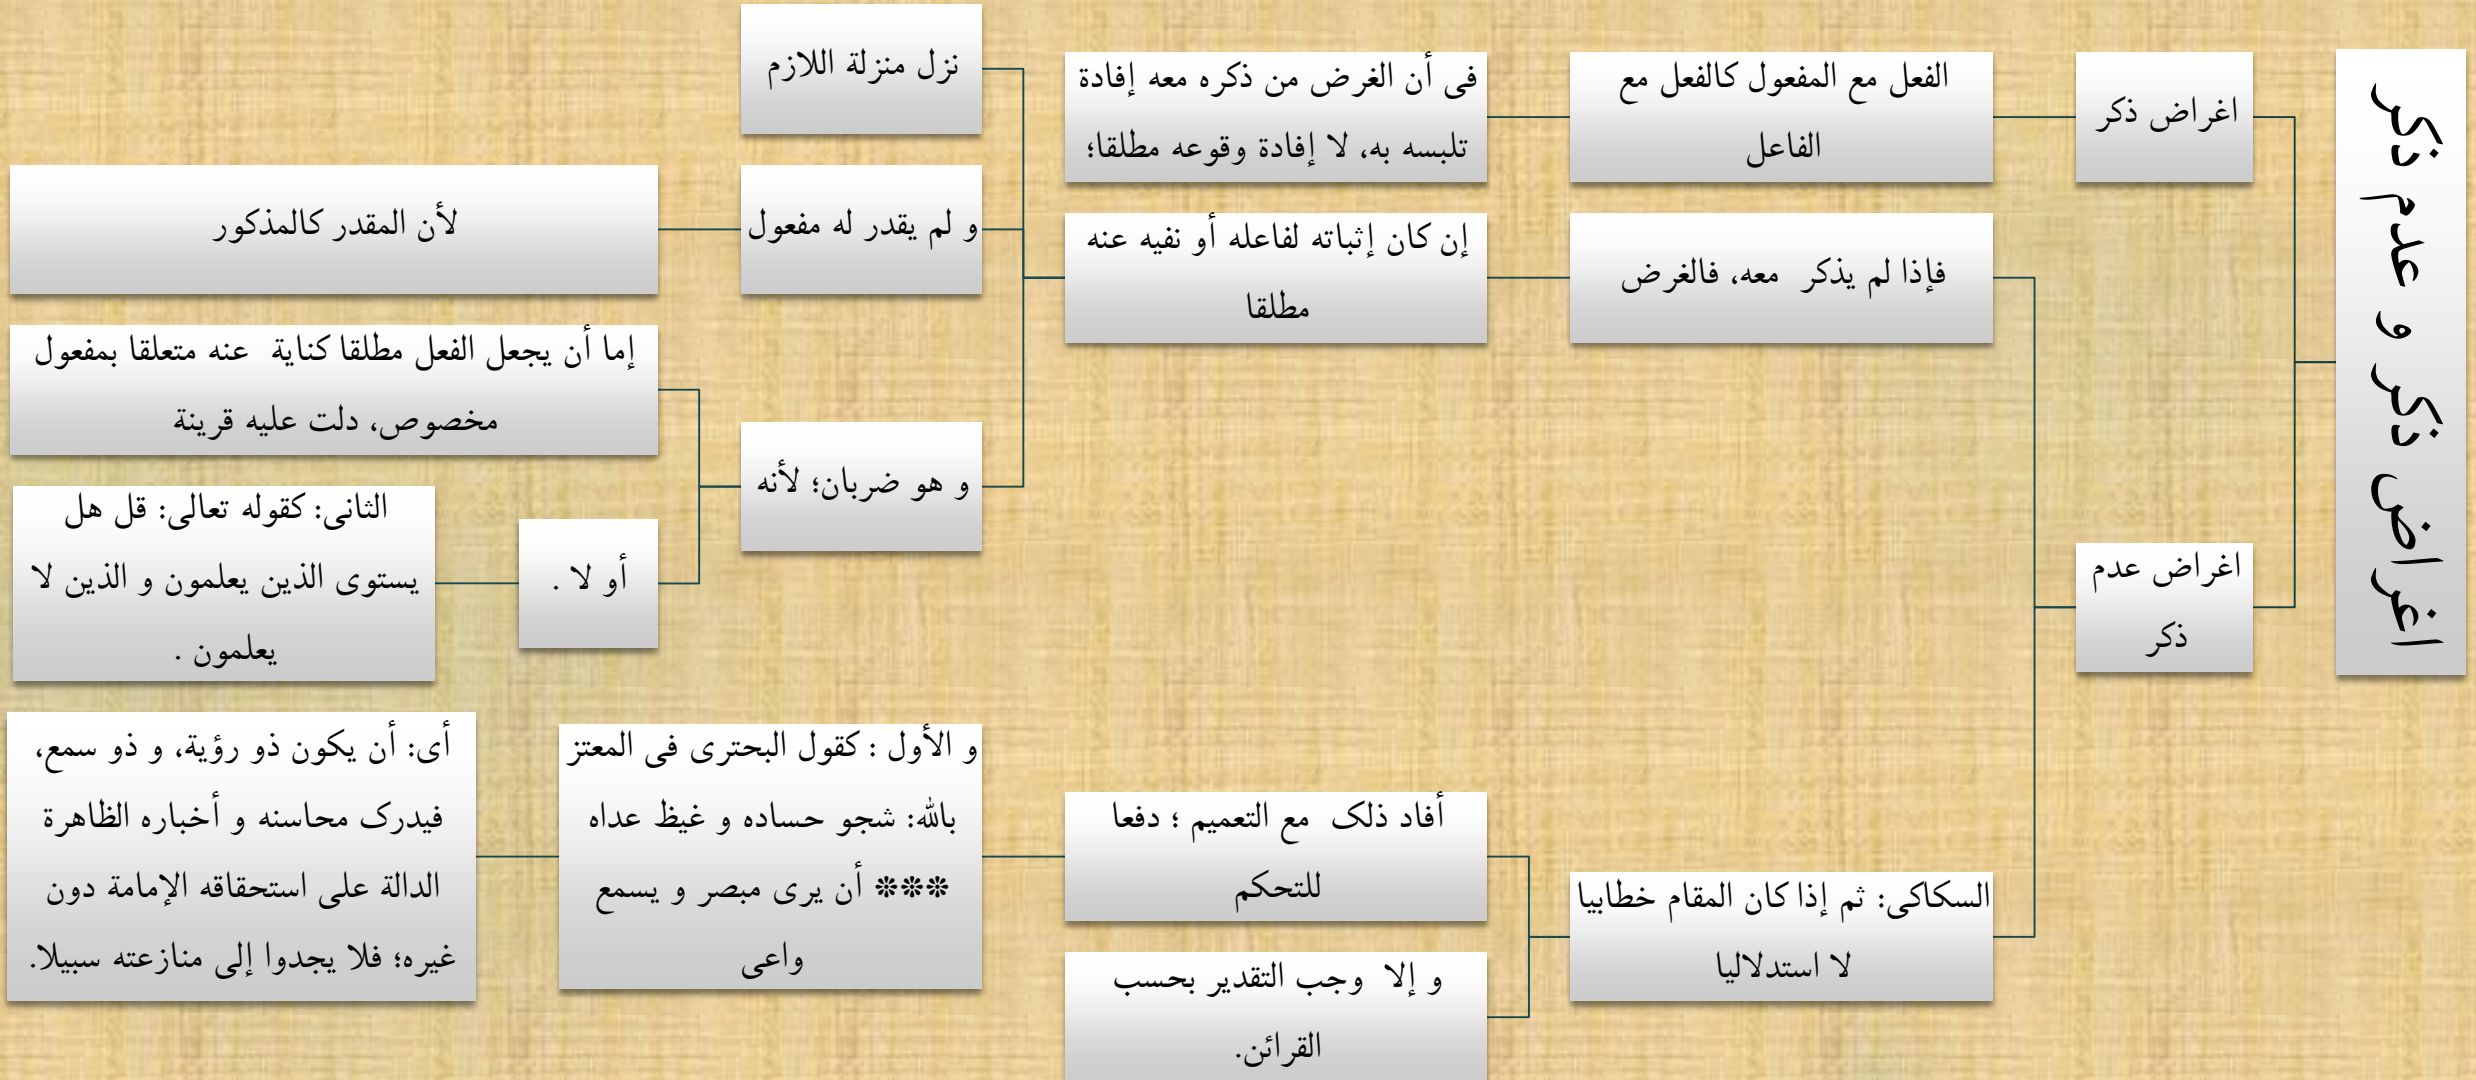 اغراض ذكر و عدم ذكر
اغراض ذكر
الفعل مع المفعول كالفعل مع
الفاعل
فى أن الغرض من ذكره معه إفادة
تلبسه به، لا إفادة وقوعه مطلقا؛
اغراض عدم
ذكر
فإذا لم يذكر معه، فالغرض
إن كان إثباته لفاعله أو نفيه عنه
مطلقا
نزل منزلة اللازم
و لم يقدر له مفعول
لأن المقدر كالمذكور
و هو ضربان؛ لأنه
إما أن يجعل الفعل مطلقا كناية عنه متعلقا بمفعول
مخصوص، دلت عليه قرينة
أو لا .
الثانى: كقوله تعالى: قل هل
يستوى الذين يعلمون و الذين لا
يعلمون .
السكاكى: ثم إذا كان المقام خطابيا
لا استدلاليا
أفاد ذلک مع التعميم ؛ دفعا
للتحكم
و الأول : كقول البحترى فى المعتز
بالله: شجو حساده و غيظ عداه
*** أن يرى مبصر و يسمع
واعى
أى: أن يكون ذو رؤية، و ذو سمع،
فيدرک محاسنه و أخباره الظاهرة
الدالة على استحقاقه الإمامة دون
غيره؛ فلا يجدوا إلى منازعته سبيلا.
و إلا وجب التقدير بحسب
القرائن.